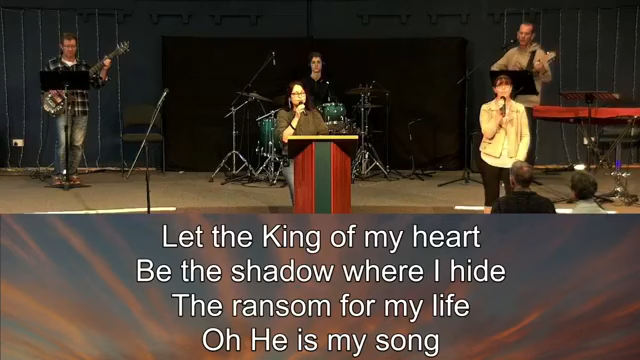 Let the King of my heart
Be the shadow where I hide
The ransom for my life
Oh He is my song